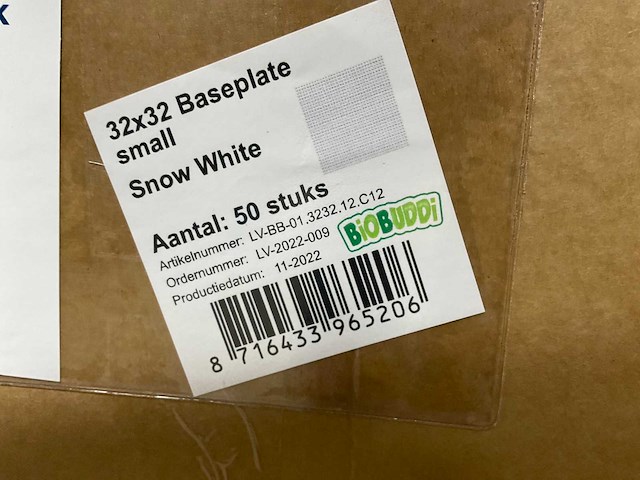 k
32x32 Baseplate
small
Snow White
Aantal: 50 stuks
Artikelnummer: LV-BB-01.3232.12.C12
Ordernummer: LV-2022-009
Productiedatum: 11-2022
BiOBUDDi
8 716433 965206